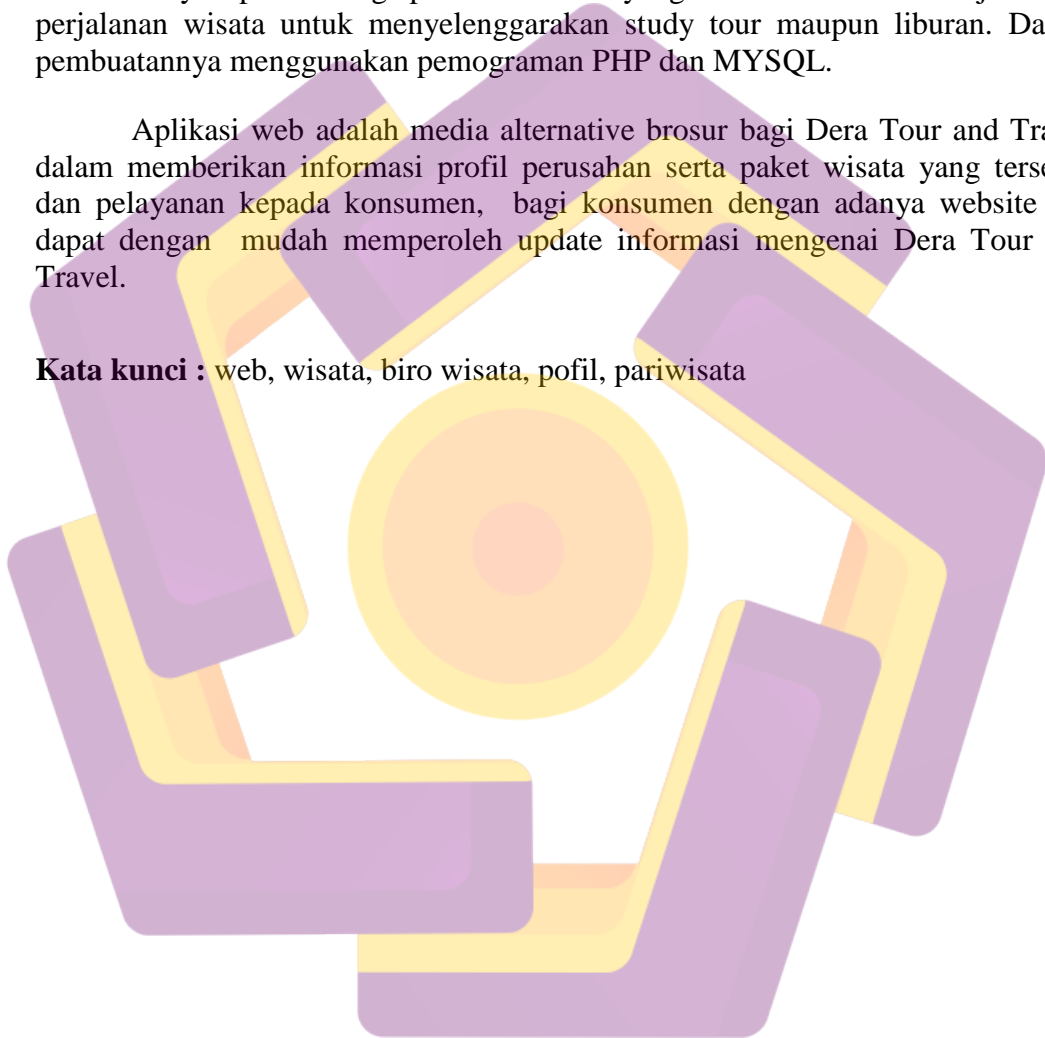 perjalanan wisata untuk menyelenggarakan study tour maupun liburan. Da
pembuatannya menggunakan pemograman PHP dan MYSQL.
Aplikasi web adalah media alternative brosur bagi Dera Tour and Tra
dalam memberikan informasi profil perusahan serta paket wisata yang terse
dan pelayanan kepada konsumen, bagi konsumen dengan adanya website
dapat dengan mudah memperoleh update informasi mengenai Dera Tour
Travel.
Kata kunci : web, wisata, biro wisata, pofil, pariwisata